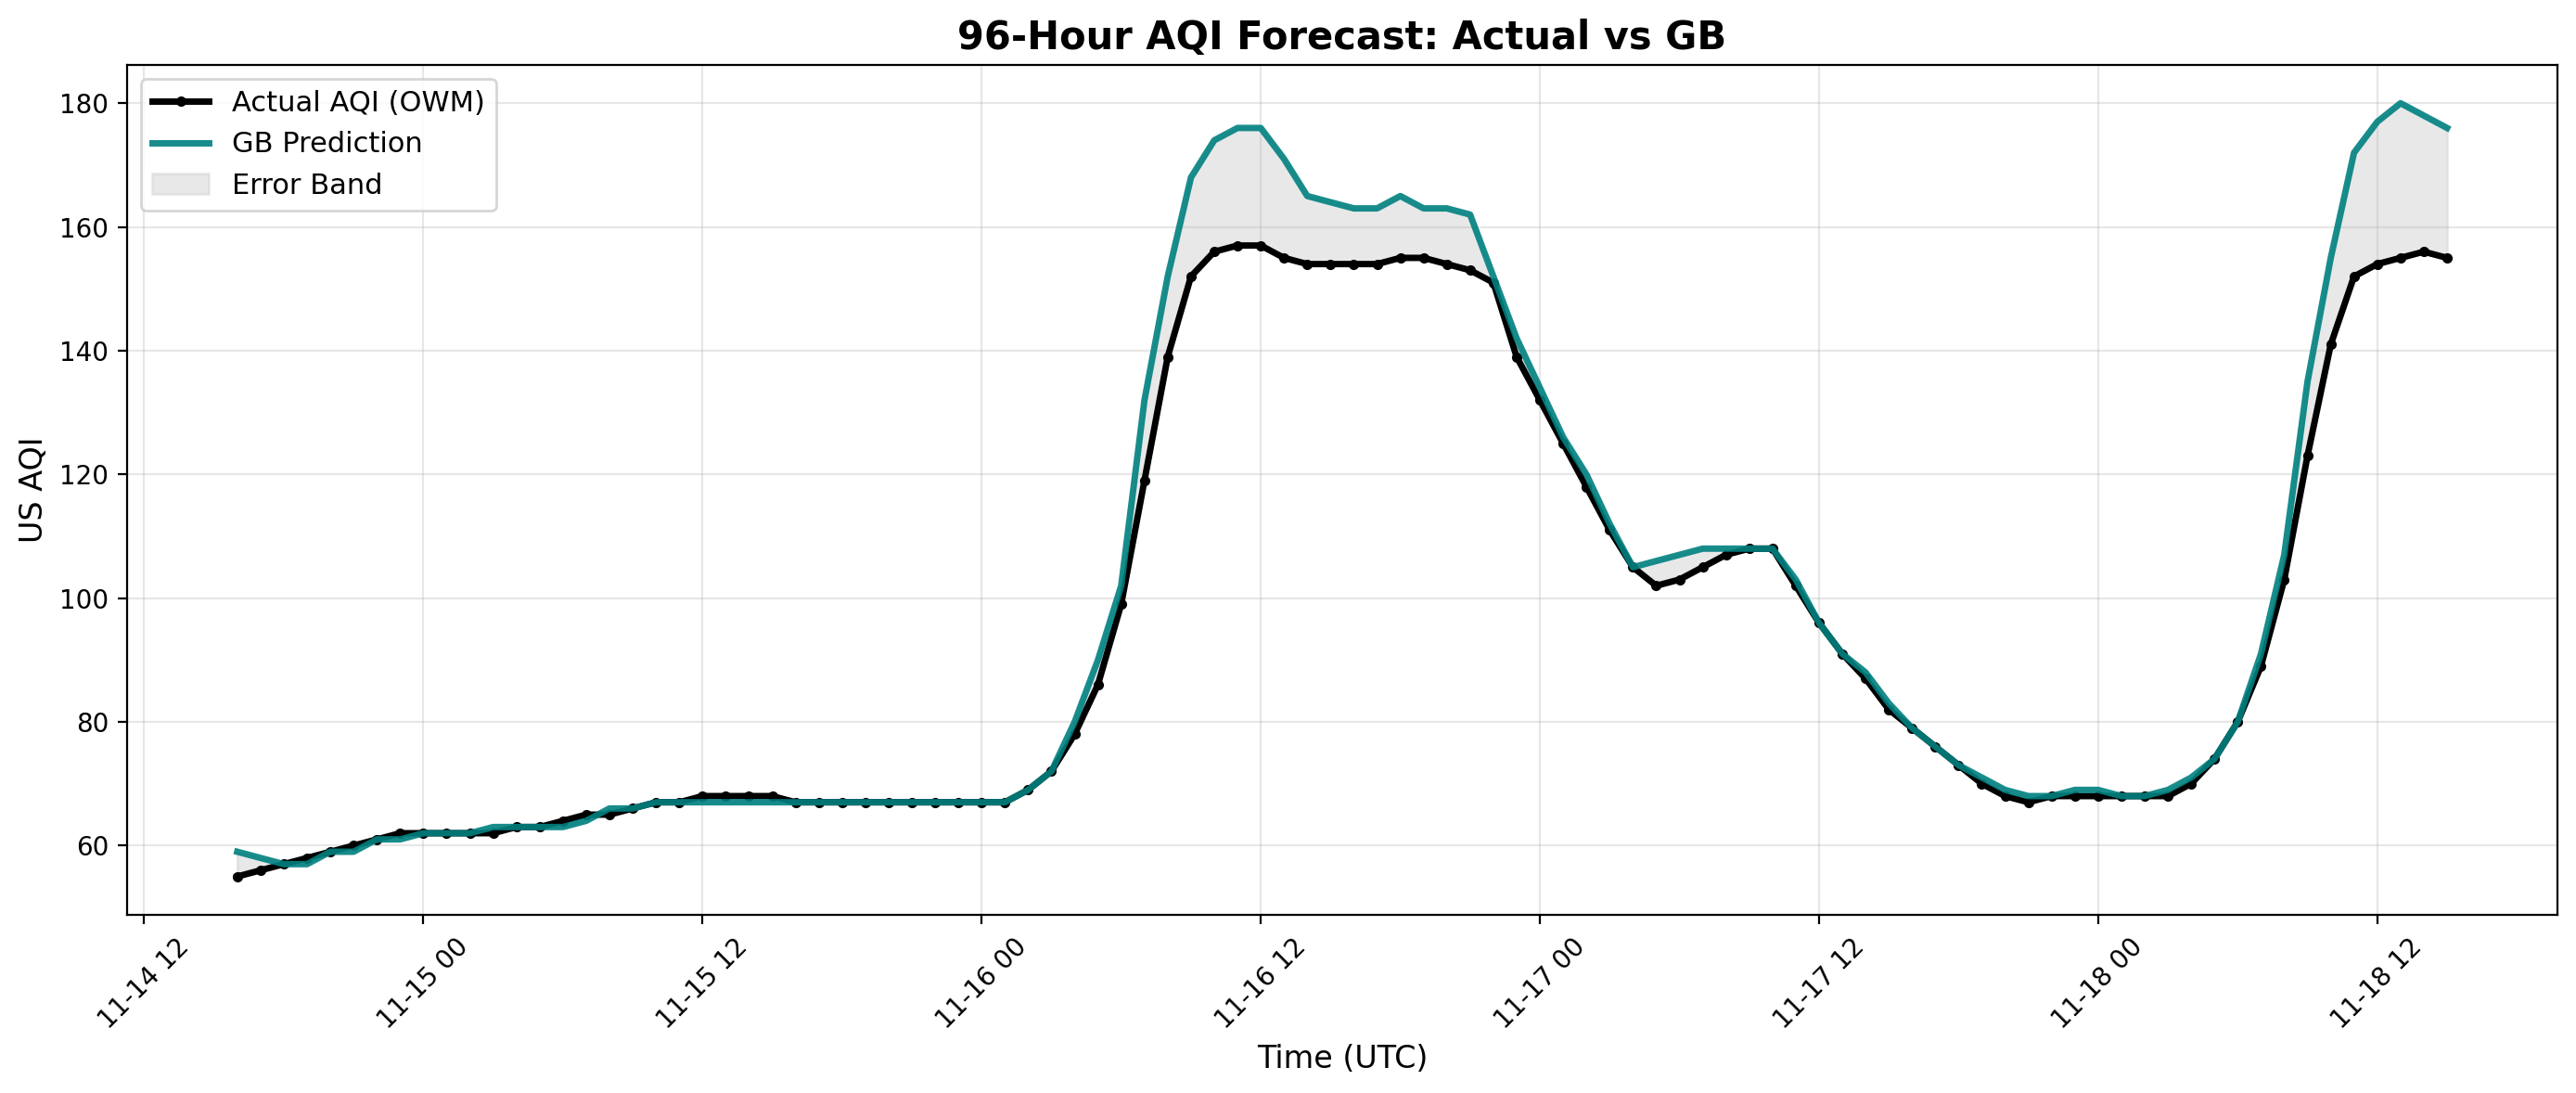 96-Hour AQI Forecast: Actual vs GB
Actual AQI (OWM)
GB Prediction
Error Band
US AQI
180
160
140
120
100
80
60
11-14 12
11-15 00
11-15 12
11-16 00
11-16 12
11-17 00
11-17 12
11-18 00
11-18 12
Time (UTC)